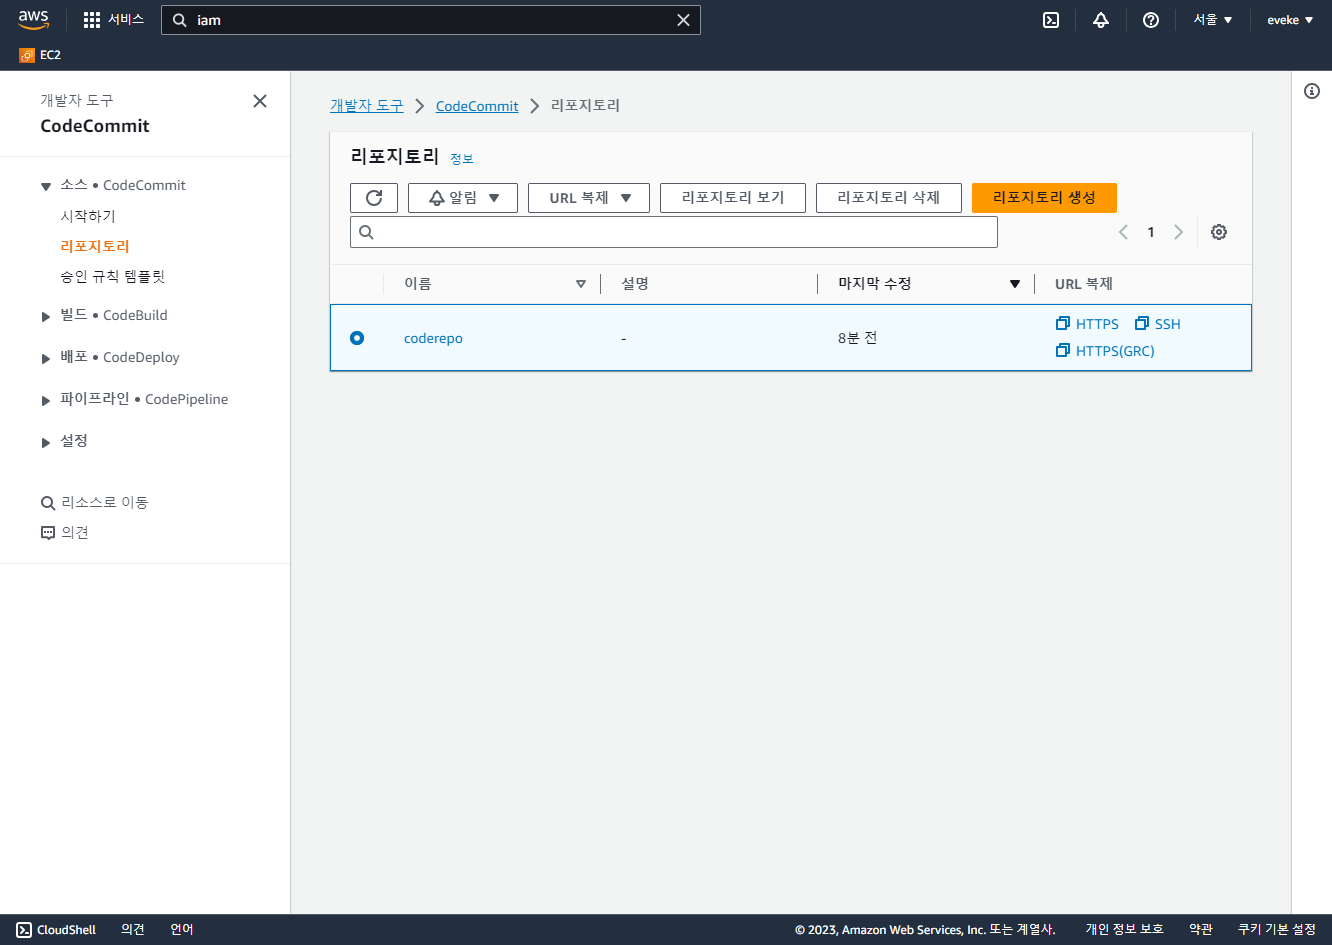 aws 서비스 iam 서울 ▼ eveke ▼
EC2
개발자 도구
CodeCommit
▼ 소스 • CodeCommit
시작하기
리포지토리
승인 규칙 템플릿
▶ 빌드 • CodeBuild
▶ 배포 • CodeDeploy
▶ 파이프라인 • CodePipeline
▶ 설정
리소스로 이동
의견
개발자 도구 > CodeCommit > 리포지토리
리포지토리 정보
알림 ▼ URL 복제 ▼ 리포지토리 보기 리포지토리 삭제 리포지토리 생성
< 1 >
이름 설명 마지막 수정 ▼ URL 복제
coderepo - 8분 전 HTTPS SSH
HTTPS(GRC)
CloudShell 의견 언어 © 2023, Amazon Web Services, Inc. 또는 계열사. 개인 정보 보호 약관 쿠키 기본 설정